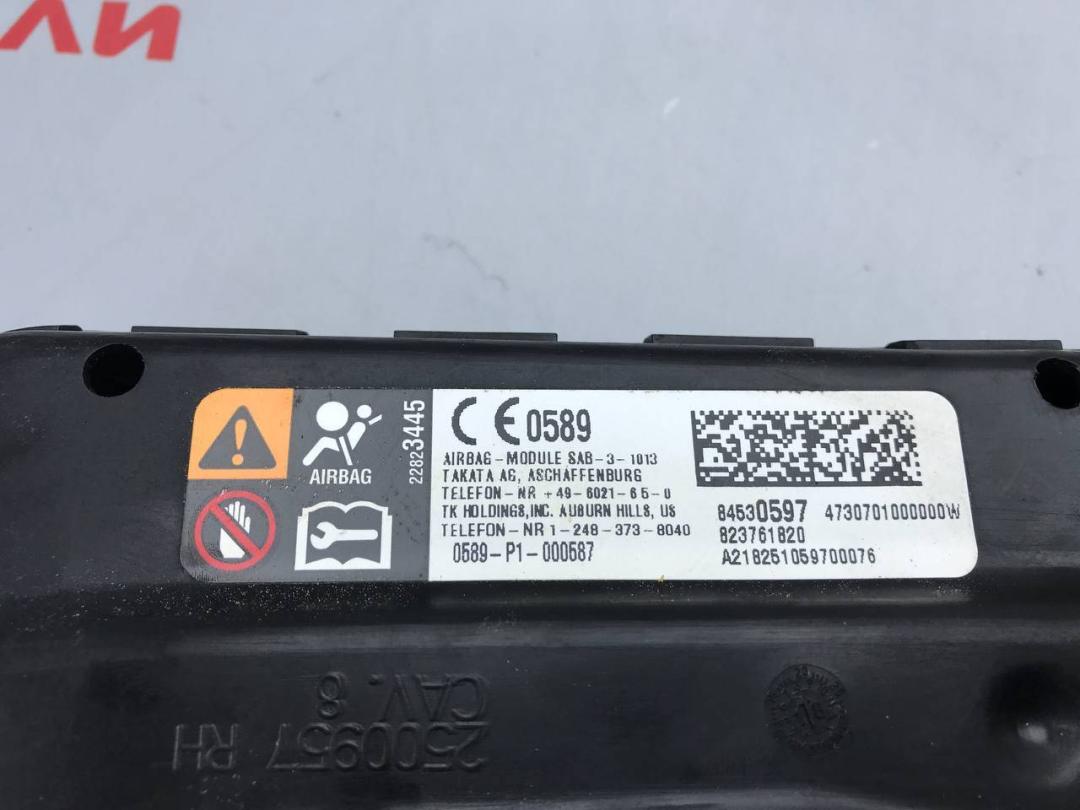 AIRBAG
22823445
CE 0589
AIRBAG-MODULE SAB-3-1013
TAKATA AG, ASCHAFFENBURG
TELEFON-NR +49-6021-65-0
TK HOLDINGS, INC. AUBURN HILLS, US
TELEFON-NR 1-248-373-8040
0589-P1-000587
84530597 4730701000000W
823761820
A218251059700076
2500957 RH
CAV. 8